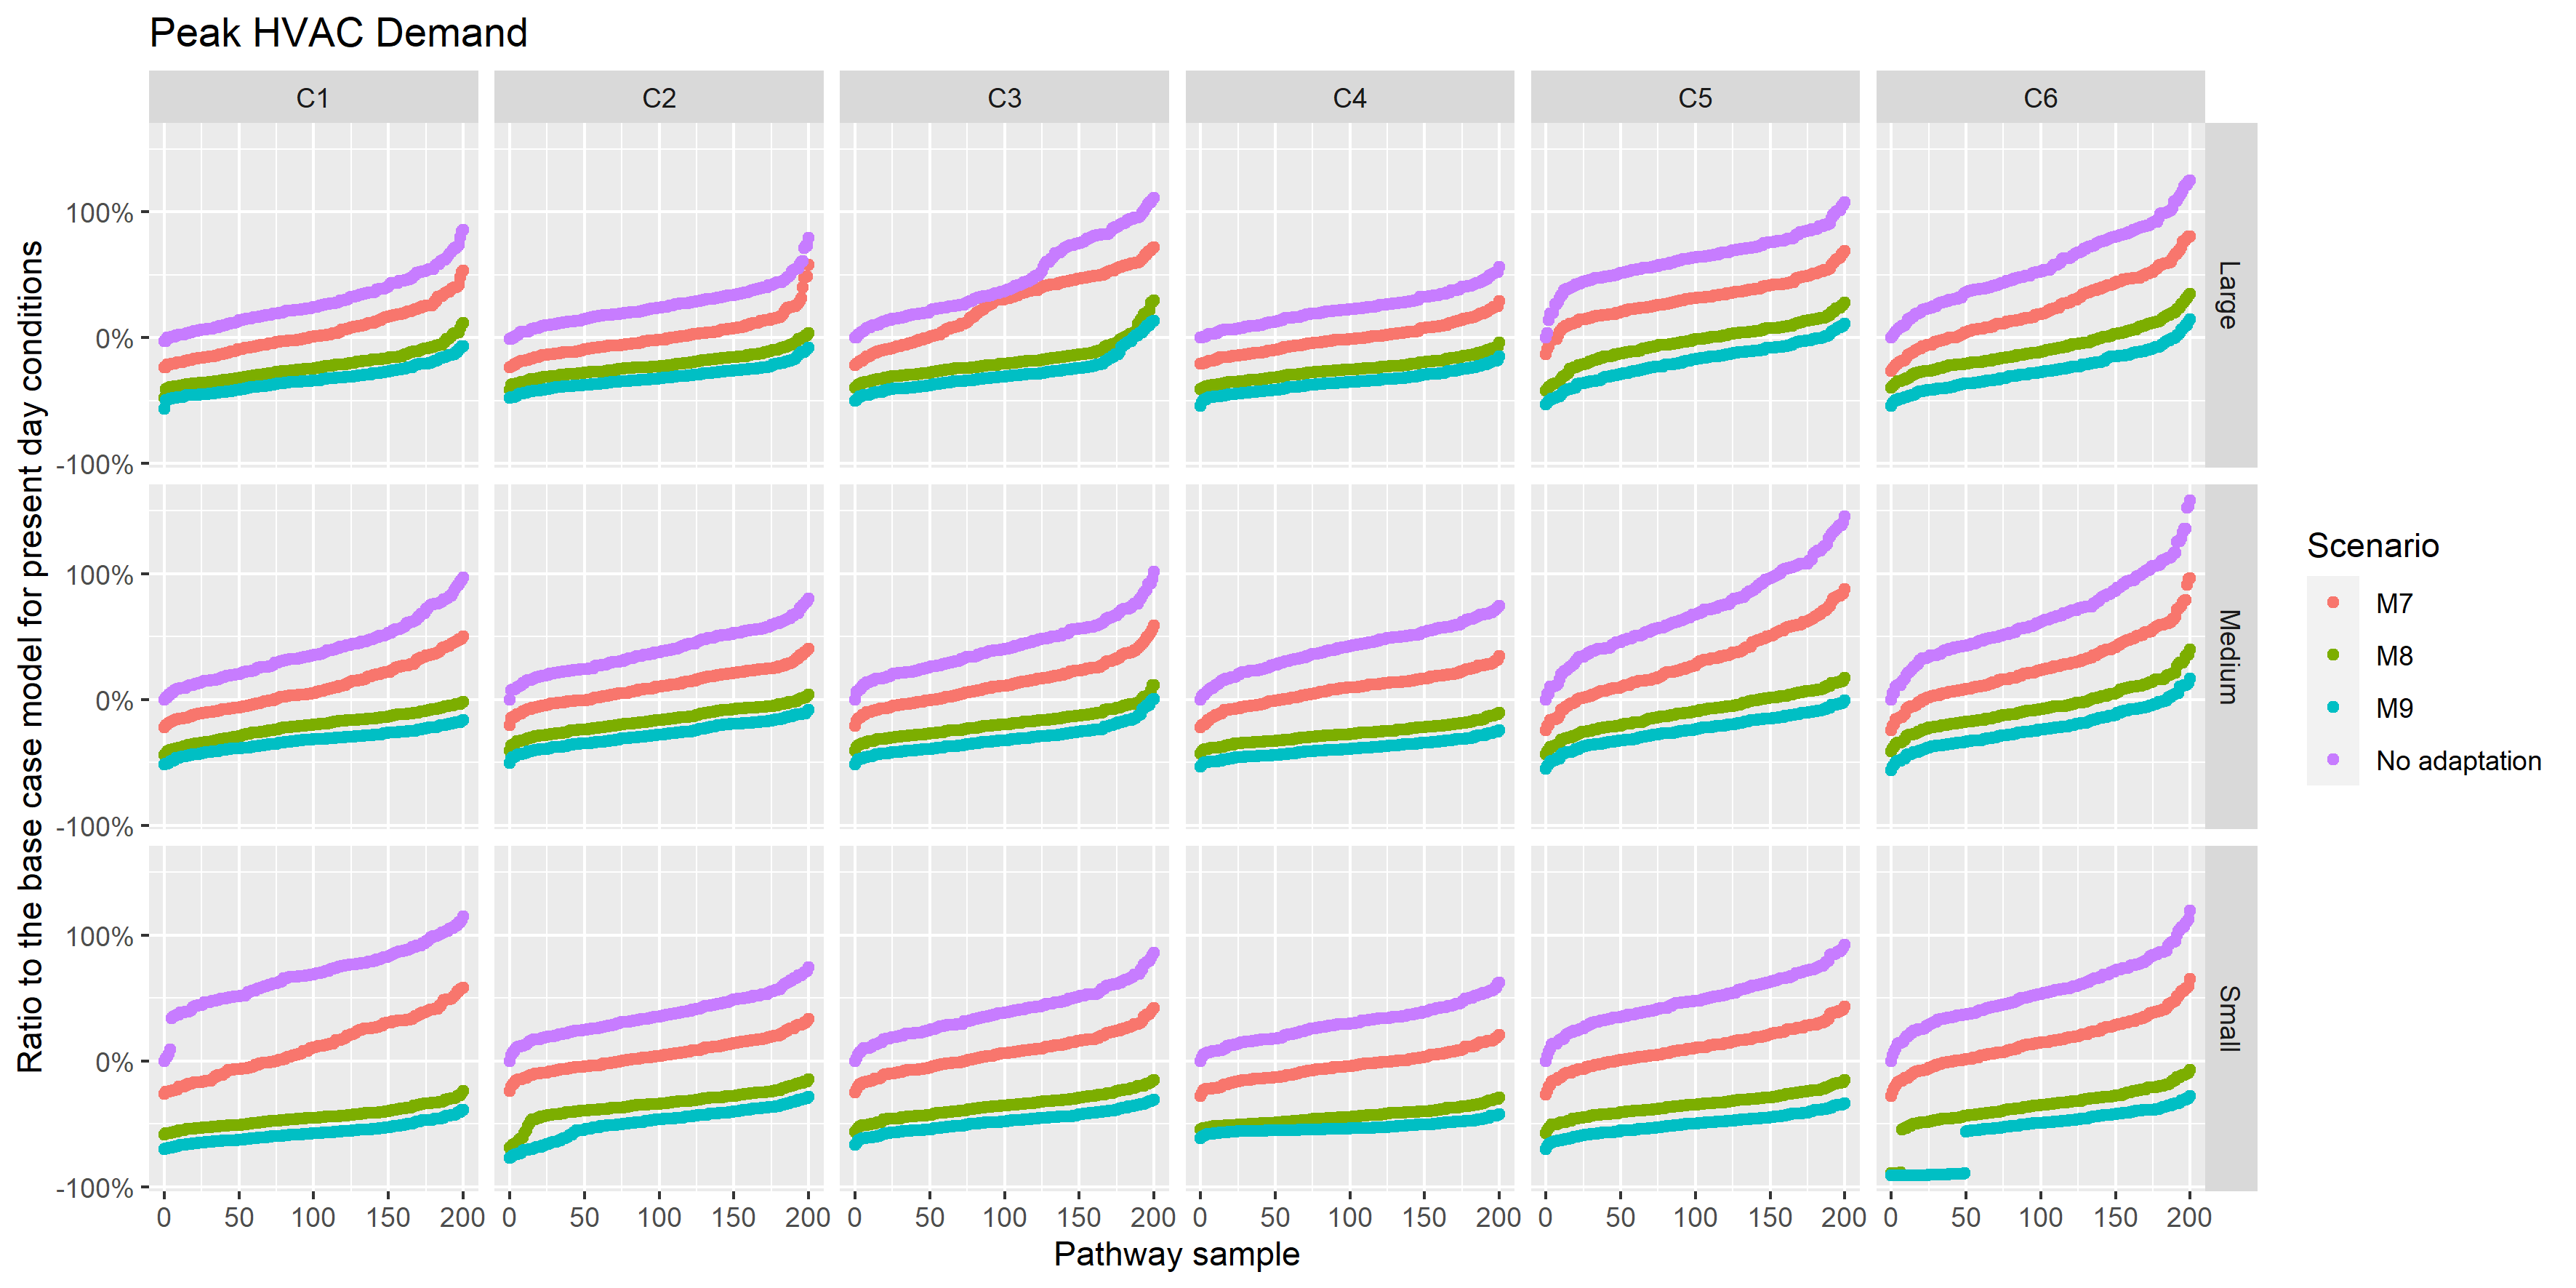 Peak HVAC Demand
C1 C2 C3 C4 C5 C6
Ratio to the base case model for present day conditions
100%
0%
-100%
Large
100%
0%
-100%
Medium
100%
0%
-100%
Small
0 50 100 150 200 0 50 100 150 200 0 50 100 150 200 0 50 100 150 200 0 50 100 150 200 0 50 100 150 200
Pathway sample
Scenario
M7
M8
M9
No adaptation